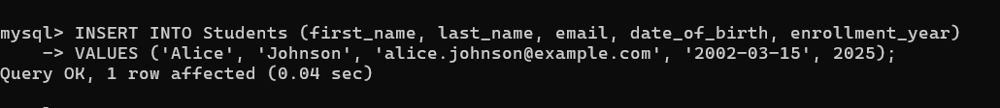 mysql> INSERT INTO Students (first_name, last_name, email, date_of_birth, enrollment_year)
    -> VALUES ('Alice', 'Johnson', 'alice.johnson@example.com', '2002-03-15', 2025);
Query OK, 1 row affected (0.04 sec)